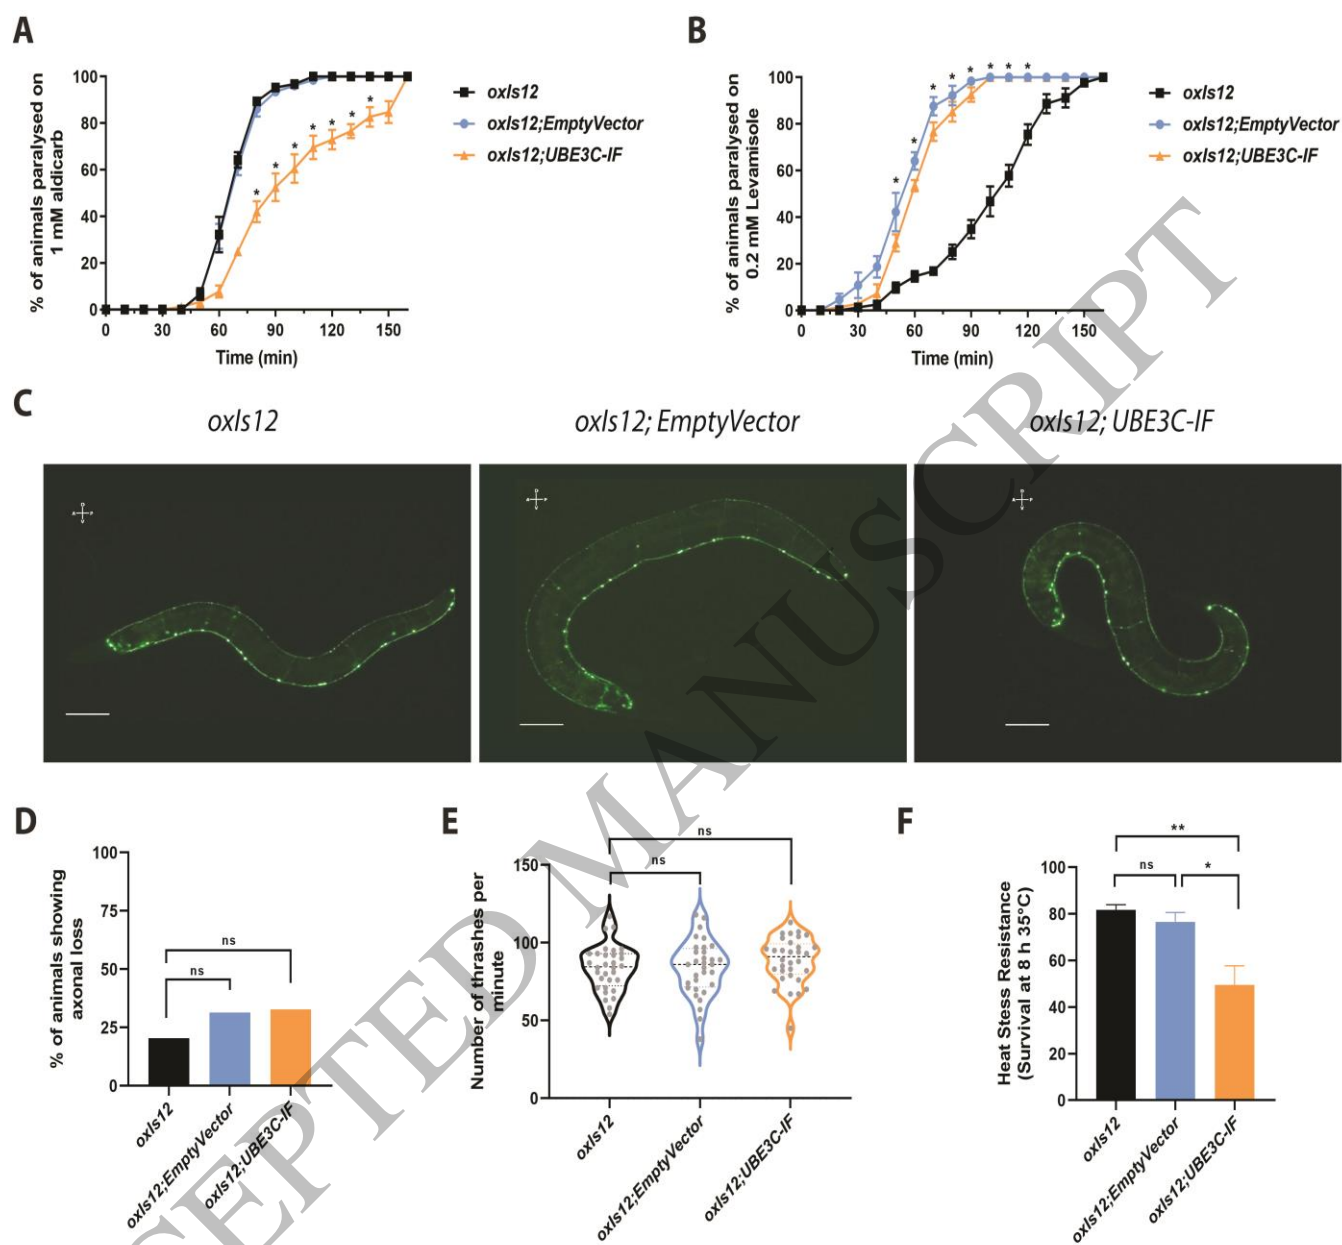 A
% of animals paralysed on
1 mM aldicarb
100
80
60
40
20
0
0 30 60 90 120 150
Time (min)
* * * * * * *
oxIs12
oxIs12;EmptyVector
oxIs12;UBE3C-IF
B
% of animals paralysed on
0.2 mM Levamisole
100
80
60
40
20
0
0 30 60 90 120 150
Time (min)
* * * * * * * *
oxIs12
oxIs12;EmptyVector
oxIs12;UBE3C-IF
C
oxIs12
oxIs12; EmptyVector
oxIs12; UBE3C-IF
D
% of animals showing
axonal loss
100
75
50
25
0
ns
ns
oxIs12
oxIs12;EmptyVector
oxIs12;UBE3C-IF
E
Number of thrashes per
minute
150
100
50
0
ns
ns
oxIs12
oxIs12;EmptyVector
oxIs12;UBE3C-IF
F
Heat Stess Resistance
(Survival at 8 h 35°C)
100
80
60
40
20
0
**
ns
*
oxIs12
oxIs12;EmptyVector
oxIs12;UBE3C-IF
CEPTED MANUSCRIPT